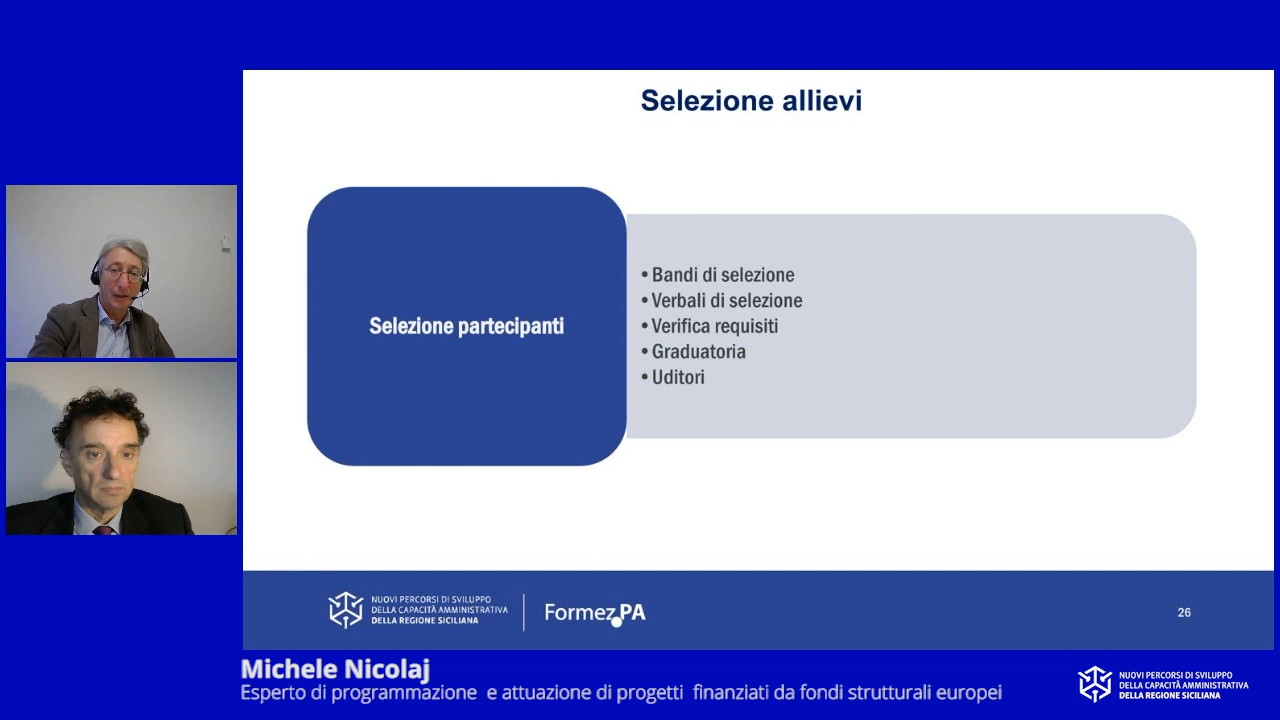 Selezione allievi
Selezione partecipanti
• Bandi di selezione
• Verbali di selezione
• Verifica requisiti
• Graduatoria
• Uditori
NUOVI PERCORSI DI SVILUPPO
DELLA CAPACITÀ AMMINISTRATIVA
DELLA REGIONE SICILIANA
Formez PA
26
Michele Nicolaj
Esperto di programmazione e attuazione di progetti finanziati da fondi strutturali europei
NUOVI PERCORSI DI SVILUPPO
DELLA CAPACITÀ AMMINISTRATIVA
DELLA REGIONE SICILIANA